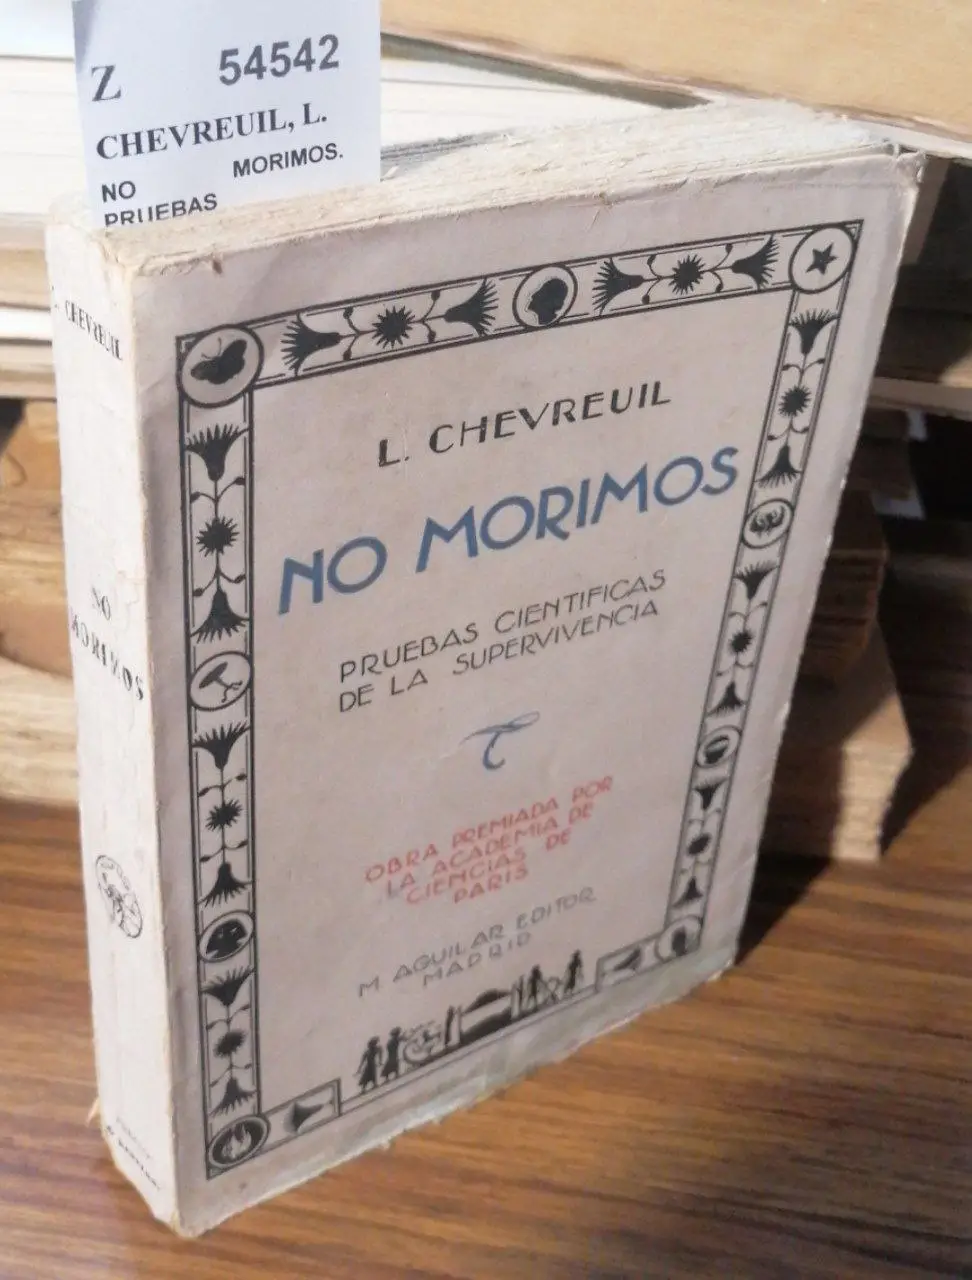 Z 54542
CHEVREUIL, L.
NO MORIMOS.
PRUEBAS
L. CHEVREUIL
NO
MORIMOS
L. CHEVREUIL
NO MORIMOS
PRUEBAS CIENTIFICAS
DE LA SUPERVIVENCIA
OBRA PREMIADA POR
LA ACADEMIA DE
CIENCIAS DE
PARIS
M. AGUILAR EDITOR
MADRID